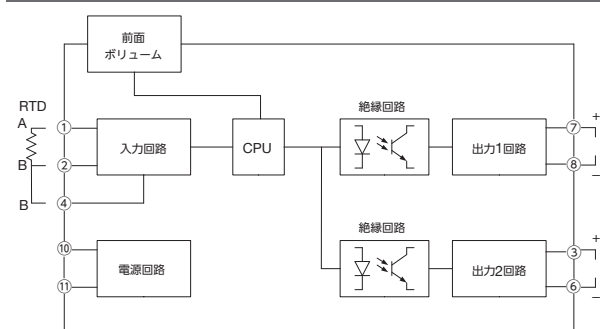 前面
ボリューム
RTD
A
①
入力回路
CPU
絶縁回路
出力1回路
⑦
+
B
②
⑧
−
B
④
⑩
電源回路
⑪
絶縁回路
出力2回路
③
+
⑥
−